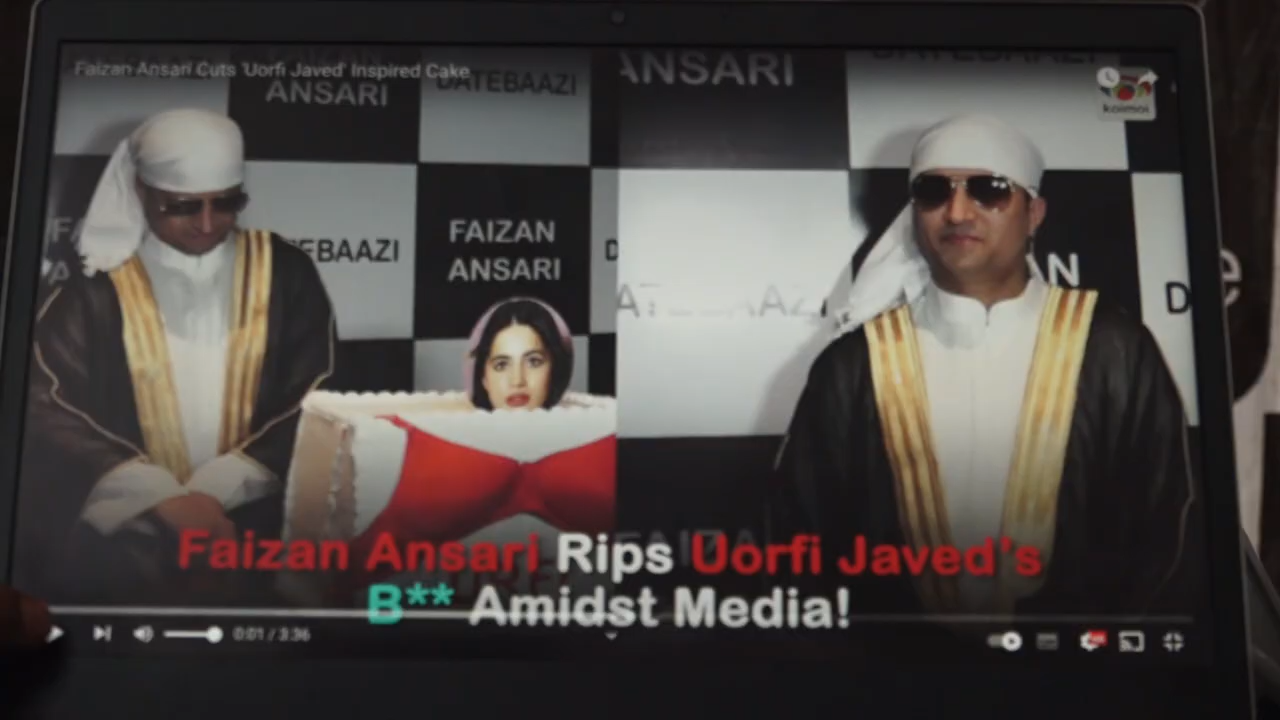 Faizan Ansari Cuts 'Uorfi Javed' Inspired Cake
ANSARI
DATEBAAZI
ANSARI
koimoi
FAIZAN
ANSARI
Faizan Ansari Rips Uorfi Javed's
B** Amidst Media!
0:01 / 3:36